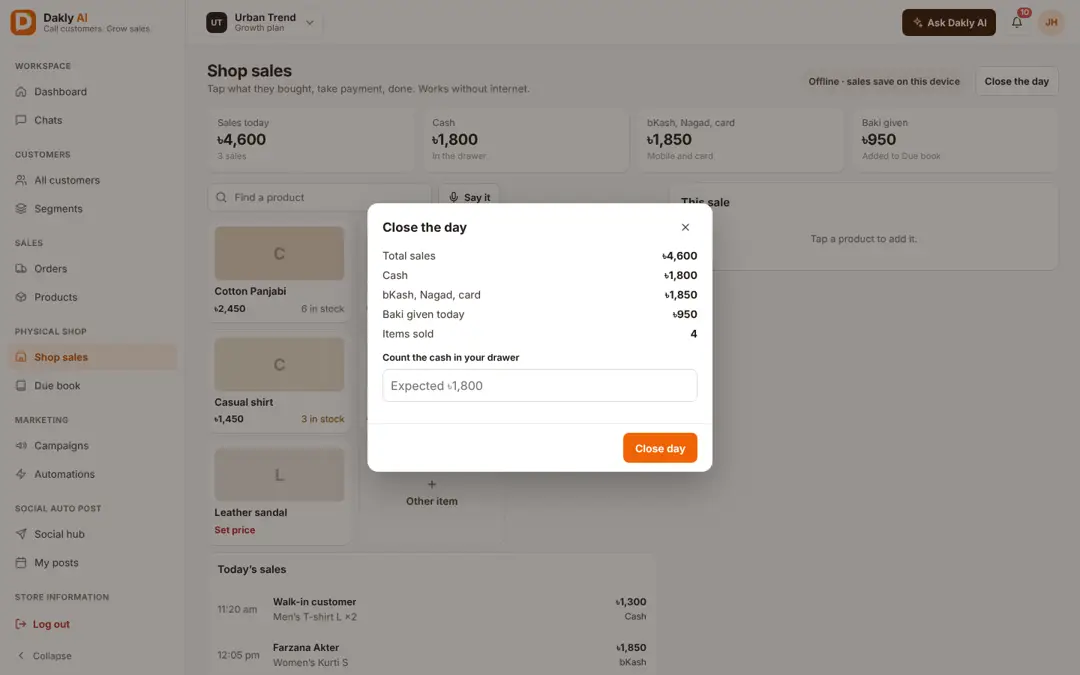 Dakly AI
Call customers. Grow sales
UT
Urban Trend
Growth plan
Ask Dakly AI
10
JH
WORKSPACE
Dashboard
Chats
CUSTOMERS
All customers
Segments
SALES
Orders
Products
PHYSICAL SHOP
Shop sales
Due book
MARKETING
Campaigns
Automations
SOCIAL AUTO POST
Social hub
My posts
STORE INFORMATION
Log out
Collapse
Shop sales
Tap what they bought, take payment, done. Works without internet.
Offline · sales save on this device
Close the day
Sales today
৳4,600
3 sales
Cash
৳1,800
In the drawer
bKash, Nagad, card
৳1,850
Mobile and card
Baki given
৳950
Added to Due book
Find a product
Say it
This sale
Tap a product to add it.
C
Cotton Panjabi
৳2,450 6 in stock
C
Casual shirt
৳1,450 3 in stock
L
Leather sandal
Set price
+
Other item
Close the day
Total sales ৳4,600
Cash ৳1,800
bKash, Nagad, card ৳1,850
Baki given today ৳950
Items sold 4
Count the cash in your drawer
Expected ৳1,800
Close day
Today's sales
11:20 am
Walk-in customer ৳1,300
Men's T-shirt L ×2 Cash
12:05 pm
Farzana Akter ৳1,850
Women's Kurti S bKash